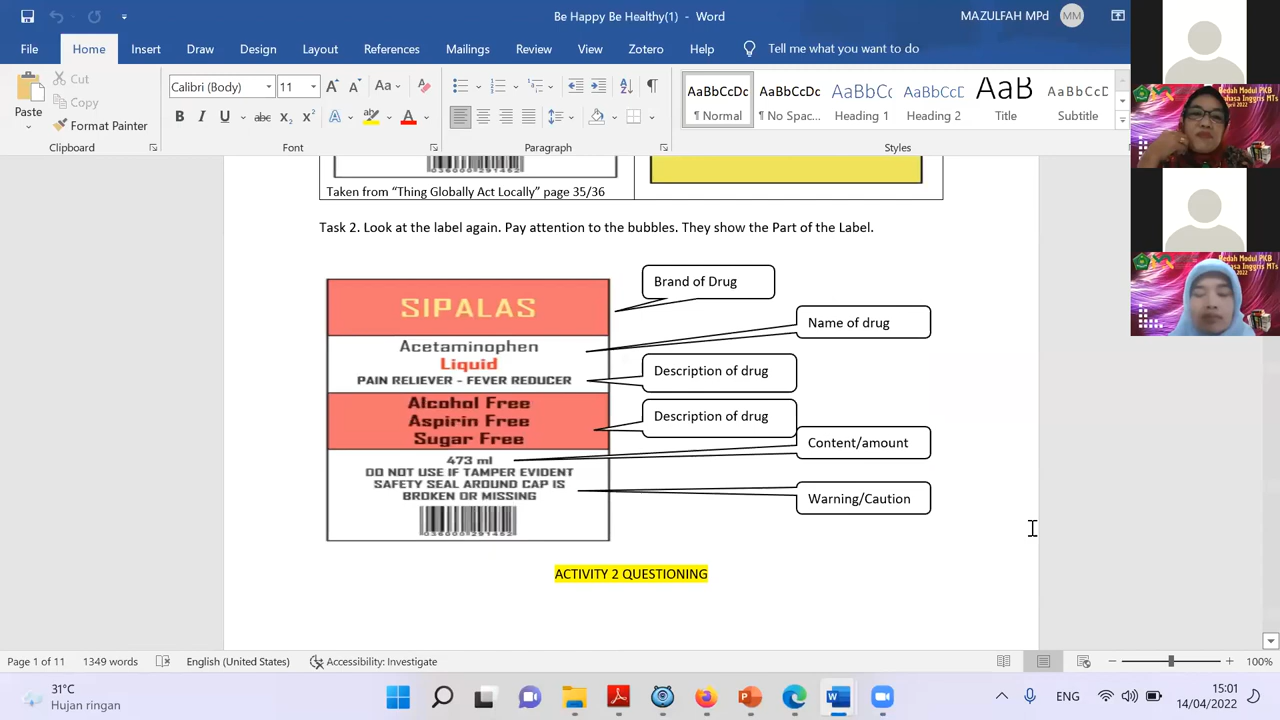 Be Happy Be Healthy(1) - Word
MAZULFAH MPd
MM
File Home Insert Draw Design Layout References Mailings Review View Zotero Help Tell me what you want to do
Paste
Cut
Copy
Format Painter
Calibri (Body) 11
AaBbCcDc AaBbCcDc AaBbCc AaBbCcD AaB AaBbCcD
¶ Normal ¶ No Spac... Heading 1 Heading 2 Title Subtitle
Clipboard Font Paragraph Styles
Taken from “Thing Globally Act Locally” page 35/36
Task 2. Look at the label again. Pay attention to the bubbles. They show the Part of the Label.
Brand of Drug
SIPALAS
Name of drug
Acetaminophen
Liquid
PAIN RELIEVER - FEVER REDUCER
Description of drug
Alcohol Free
Aspirin Free
Sugar Free
Description of drug
Content/amount
473 ml
DO NOT USE IF TAMPER EVIDENT
SAFETY SEAL AROUND CAP IS
BROKEN OR MISSING
Warning/Caution
ACTIVITY 2 QUESTIONING
Page 1 of 11 1349 words English (United States) Accessibility: Investigate 100%
31°C
Hujan ringan
ENG
15:01
14/04/2022
Bedah Modul PKB
Bahasa Inggris MTs
2022